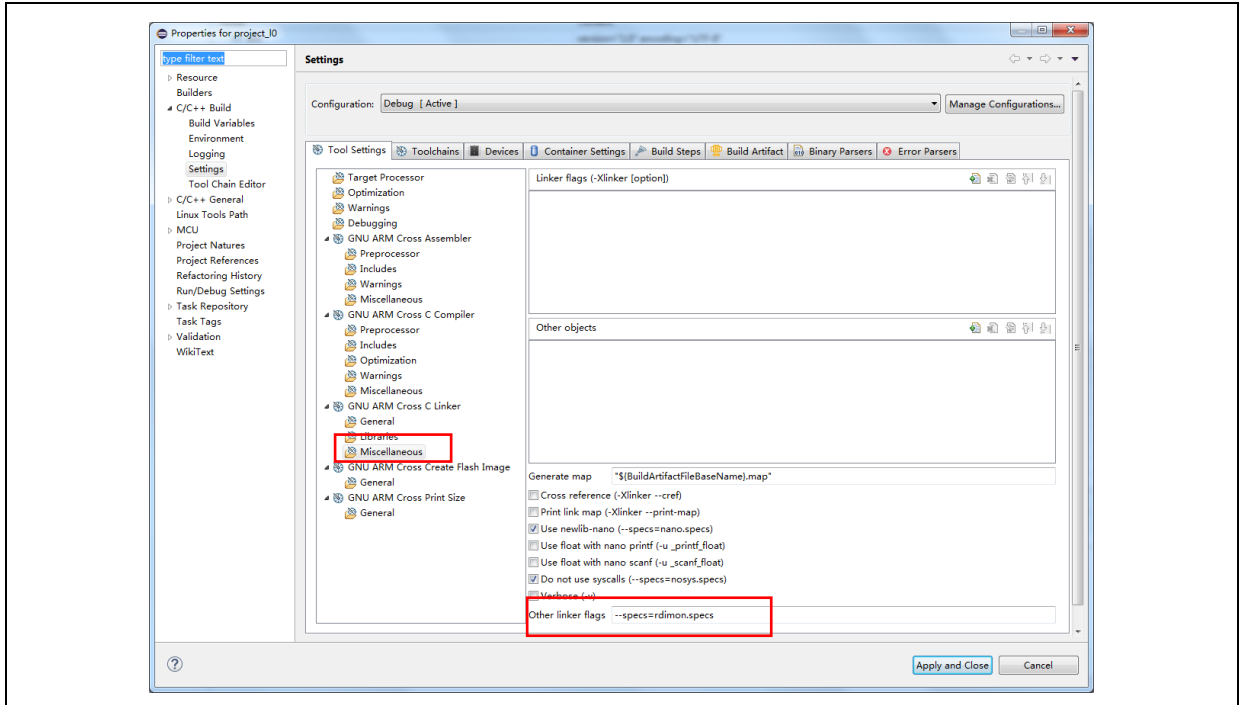 Properties for project_l0
type filter text
Settings
Resource
Builders
C/C++ Build
Build Variables
Environment
Logging
Settings
Tool Chain Editor
C/C++ General
Linux Tools Path
MCU
Project Natures
Project References
Refactoring History
Run/Debug Settings
Task Repository
Task Tags
Validation
WikiText
Configuration: Debug [ Active ]
Manage Configurations...
Tool Settings Toolchains Devices Container Settings Build Steps Build Artifact Binary Parsers Error Parsers
Target Processor
Optimization
Warnings
Debugging
GNU ARM Cross Assembler
Preprocessor
Includes
Warnings
Miscellaneous
GNU ARM Cross C Compiler
Preprocessor
Includes
Optimization
Warnings
Miscellaneous
GNU ARM Cross C Linker
General
Libraries
Miscellaneous
GNU ARM Cross Create Flash Image
General
GNU ARM Cross Print Size
General
Linker flags (-Xlinker [option])
Other objects
Generate map "${BuildArtifactFileBaseName}.map"
Cross reference (-Xlinker --cref)
Print link map (-Xlinker --print-map)
Use newlib-nano (--specs=nano.specs)
Use float with nano printf (-u _printf_float)
Use float with nano scanf (-u _scanf_float)
Do not use syscalls (--specs=nosys.specs)
Verbose (-v)
Other linker flags --specs=rdimon.specs
Apply and Close
Cancel